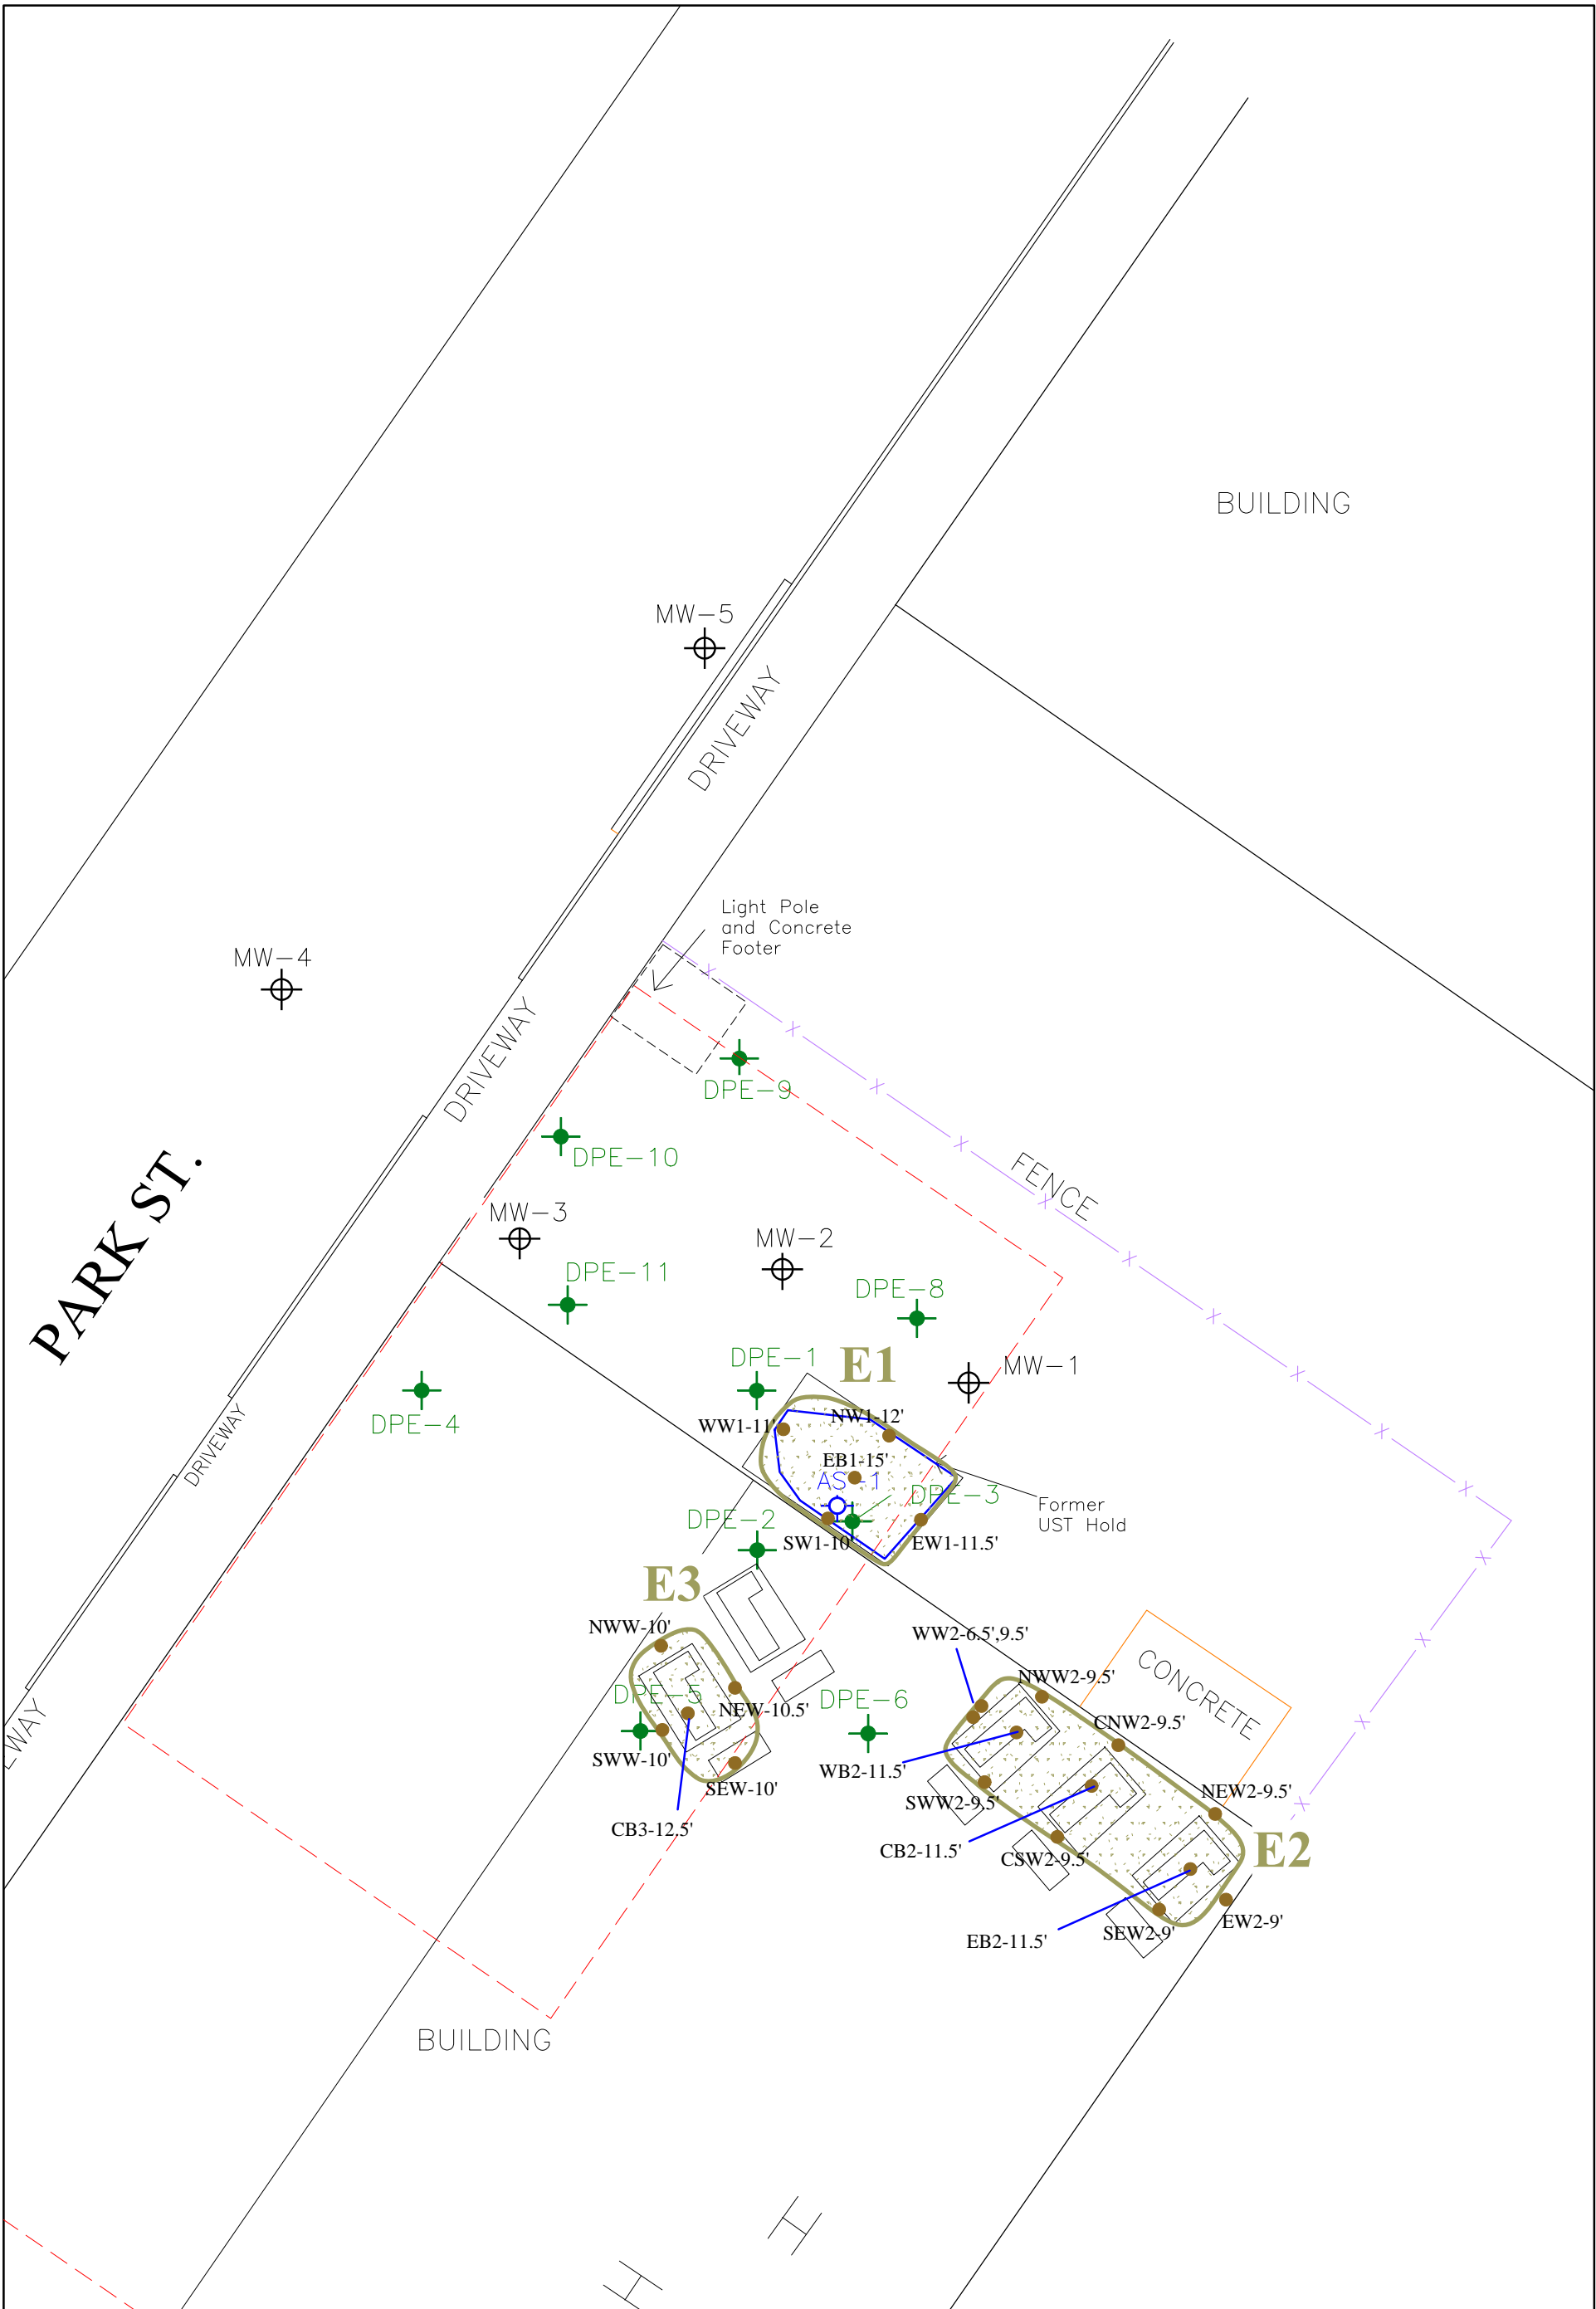 BUILDING
MW-5
DRIVEWAY
Light Pole
and Concrete
Footer
MW-4
DRIVEWAY
DPE-9
DPE-10
PARK ST.
FENCE
MW-3
MW-2
DPE-11
DPE-8
E1
DPE-1
MW-1
DPE-4
WW1-11'
NW1-12'
DRIVEWAY
EB1-15'
AS-1
DPE-3
Former
UST Hold
DPE-2
SW1-10'
EW1-11.5'
E3
NWW-10'
WW2-6.5',9.5'
NWW2-9.5'
CONCRETE
DPE-5
NEW-10.5'
DPE-6
CNW2-9.5'
WAY
SWW-10'
SEW-10'
WB2-11.5'
SWW2-9.5'
NEW2-9.5'
CB3-12.5'
CB2-11.5'
CSW2-9.5'
E2
EB2-11.5'
SEW2-9'
EW2-9'
BUILDING
H
H